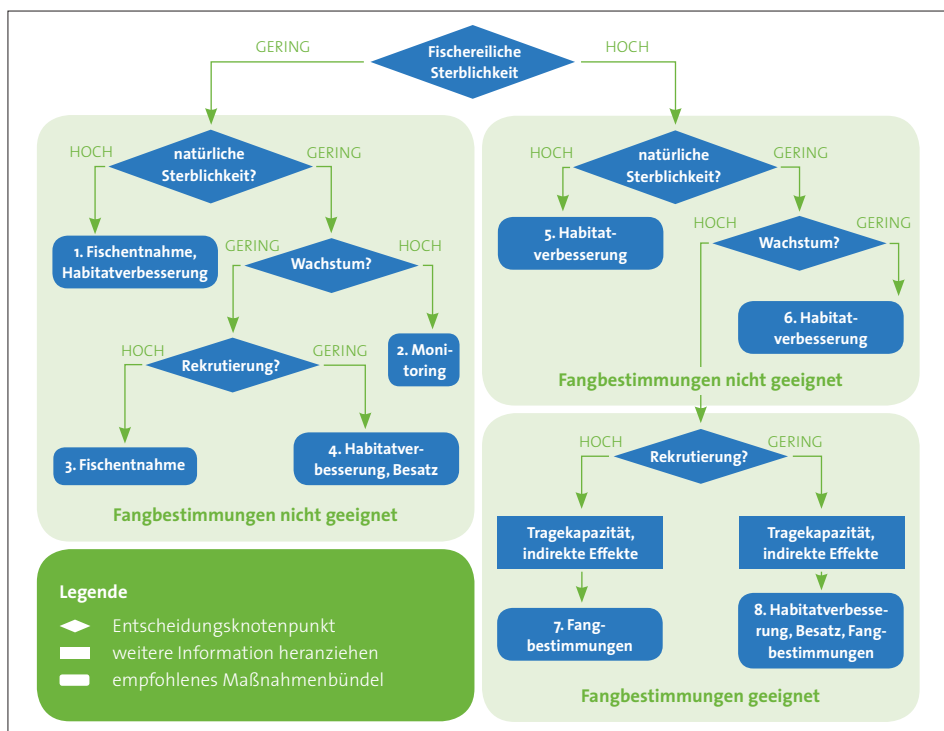 GERING
Fischereiliche
Sterblichkeit
HOCH
HOCH
natürliche
Sterblichkeit?
GERING
1. Fischentnahme,
Habitatverbesserung
GERING
Wachstum?
HOCH
HOCH
Rekrutierung?
GERING
2. Moni-
toring
3. Fischentnahme
4. Habitatver-
besserung, Besatz
Fangbestimmungen nicht geeignet
HOCH
natürliche
Sterblichkeit?
GERING
5. Habitat-
verbesserung
HOCH
Wachstum?
GERING
6. Habitat-
verbesserung
Fangbestimmungen nicht geeignet
HOCH
Rekrutierung?
GERING
Tragekapazität,
indirekte Effekte
Tragekapazität,
indirekte Effekte
7. Fang-
bestimmungen
8. Habitatverbesse-
rung, Besatz, Fang-
bestimmungen
Fangbestimmungen geeignet
Legende
Entscheidungsknotenpunkt
weitere Information heranziehen
empfohlenes Maßnahmenbündel